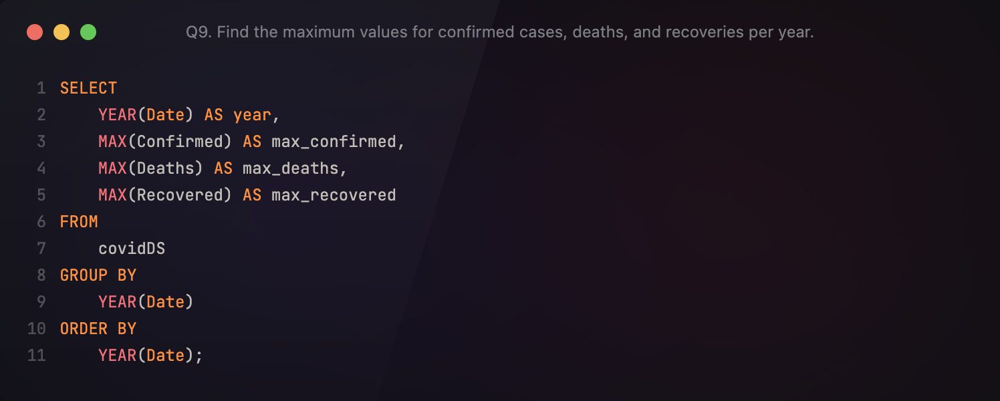 Q9. Find the maximum values for confirmed cases, deaths, and recoveries per year.
1 SELECT
2     YEAR(Date) AS year,
3     MAX(Confirmed) AS max_confirmed,
4     MAX(Deaths) AS max_deaths,
5     MAX(Recovered) AS max_recovered
6 FROM
7     covidDS
8 GROUP BY
9     YEAR(Date)
10 ORDER BY
11     YEAR(Date);